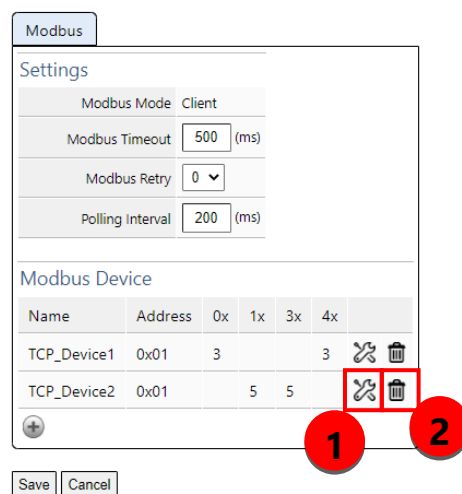 Modbus
Settings
Modbus Mode Client
Modbus Timeout 500 (ms)
Modbus Retry 0
Polling Interval 200 (ms)
Modbus Device
Name Address 0x 1x 3x 4x
TCP_Device1 0x01 3 3
TCP_Device2 0x01 5 5
1 2
Save Cancel